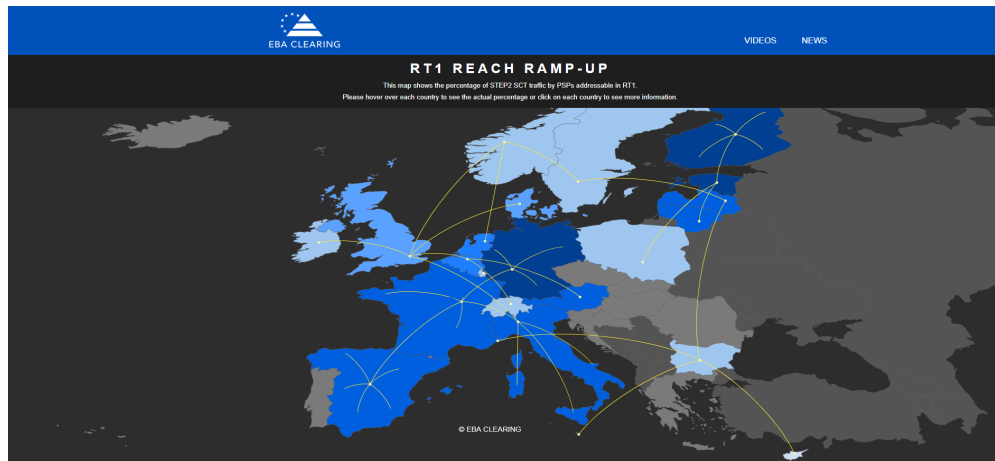 EBA CLEARING
VIDEOS NEWS
RT1 REACH RAMP-UP
This map shows the percentage of STEP2 SCT traffic by PSPs addressable in RT1.
Please hover over each country to see the actual percentage or click on each country to see more information.
© EBA CLEARING